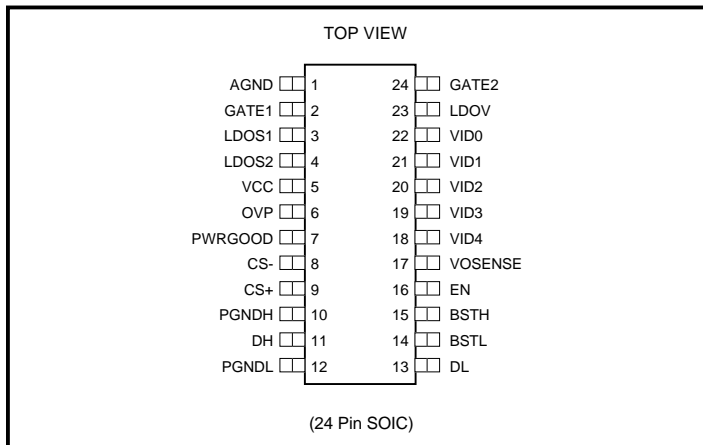 TOP VIEW
AGND 1 24 GATE2
GATE1 2 23 LDOV
LDOS1 3 22 VID0
LDOS2 4 21 VID1
VCC 5 20 VID2
OVP 6 19 VID3
PWRGOOD 7 18 VID4
CS- 8 17 VOSENSE
CS+ 9 16 EN
PGNDH 10 15 BSTH
DH 11 14 BSTL
PGNDL 12 13 DL
(24 Pin SOIC)